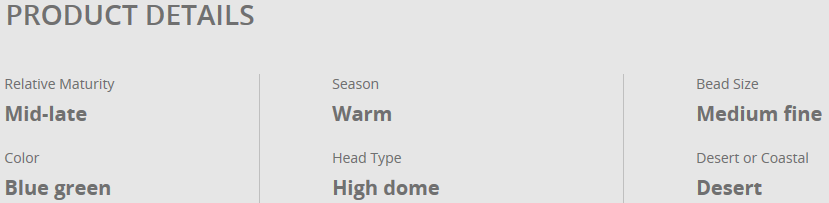 PRODUCT DETAILS
Relative Maturity
Mid-late
Season
Warm
Bead Size
Medium fine
Color
Blue green
Head Type
High dome
Desert or Coastal
Desert